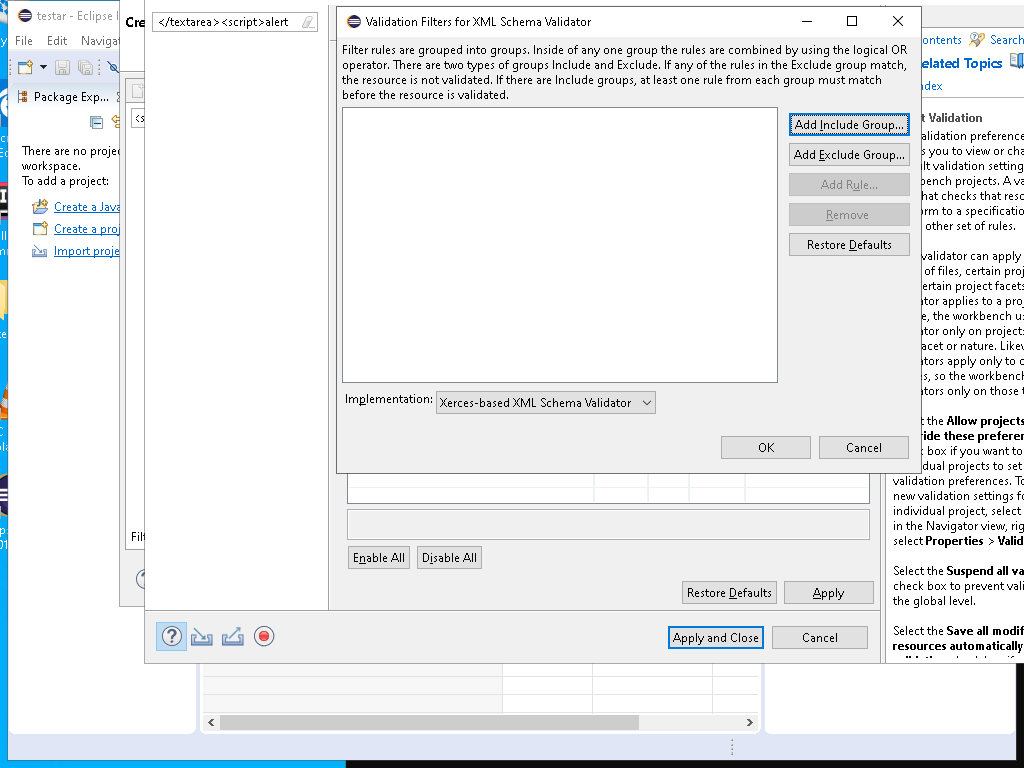 testar - Eclipse I
File Edit Navigat
Package Exp...
There are no proje
workspace.
To add a project:
Create a Java
Create a proj
Import proje
Cre
Filt
</textarea><script>alert
Validation Filters for XML Schema Validator
Filter rules are grouped into groups. Inside of any one group the rules are combined by using the logical OR
operator. There are two types of groups Include and Exclude. If any of the rules in the Exclude group match,
the resource is not validated. If there are Include groups, at least one rule from each group must match
before the resource is validated.
Add Include Group...
Add Exclude Group...
Add Rule...
Remove
Restore Defaults
Implementation:
Xerces-based XML Schema Validator
OK
Cancel
Enable All
Disable All
Restore Defaults
Apply
Apply and Close
Cancel
ontents
Search
elated Topics
dex
t Validation
alidation preference
s you to view or cha
ult validation setting
bench projects. A va
hat checks that reso
orm to a specificatio
other set of rules.
validator can apply
of files, certain proj
ertain project facets
ator applies to a proj
e, the workbench u
ator only on projects
acet or nature. Likew
ators apply only to c
s, so the workbench
ators only on those t
t the Allow projects
ride these preferen
k box if you want to
idual projects to set
validation preferences. To
new validation settings fo
individual project, select
in the Navigator view, rig
select Properties > Valid
Select the Suspend all va
check box to prevent vali
the global level.
Select the Save all modif
resources automatically